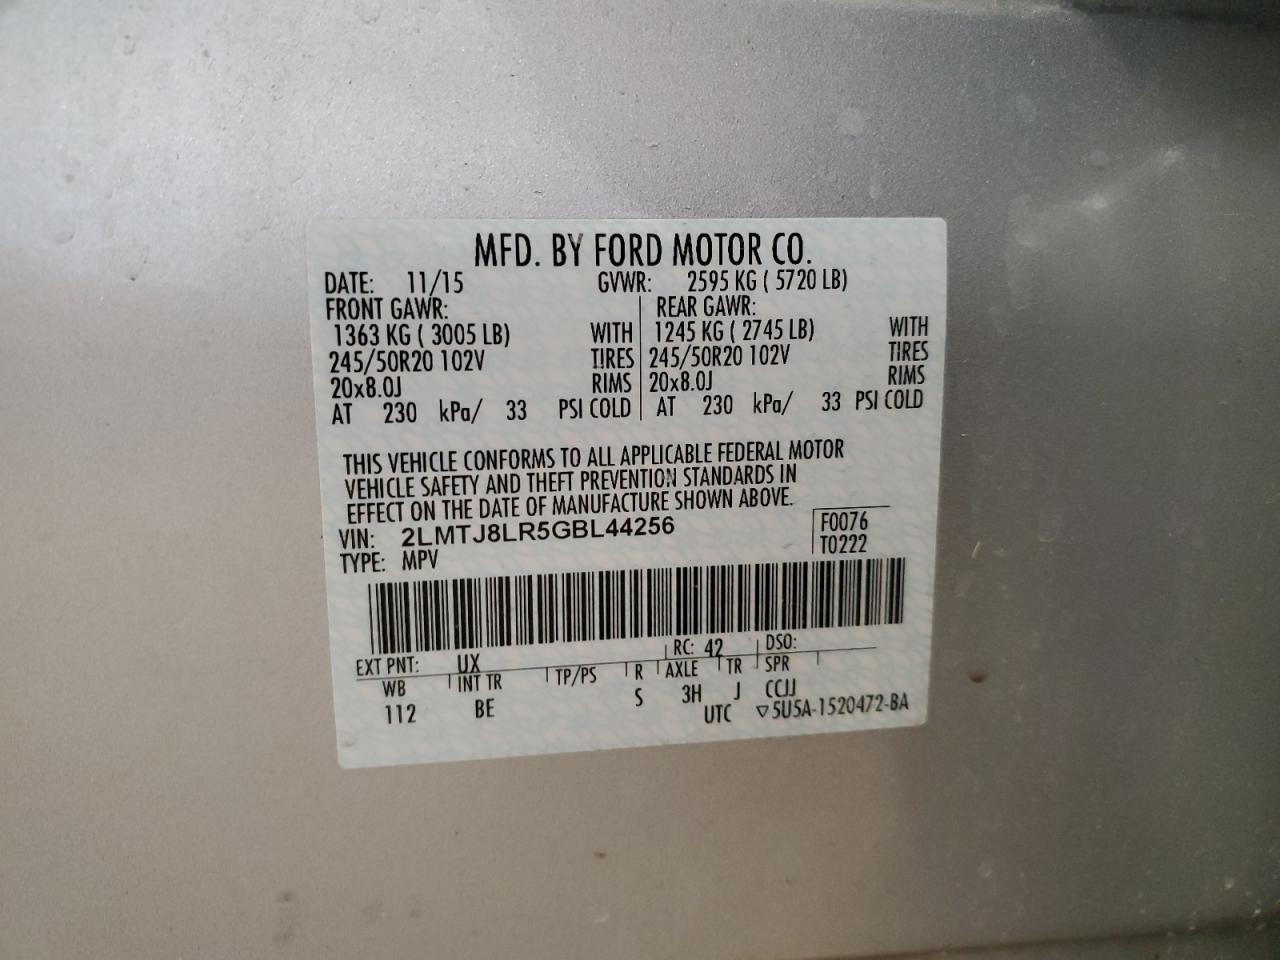 MFD. BY FORD MOTOR CO.
DATE: 11/15 GVWR: 2595 KG ( 5720 LB)
FRONT GAWR: REAR GAWR:
1363 KG ( 3005 LB) WITH 1245 KG ( 2745 LB) WITH
245/50R20 102V TIRES 245/50R20 102V TIRES
20x8.0J RIMS 20x8.0J RIMS
AT 230 kPa/ 33 PSI COLD AT 230 kPa/ 33 PSI COLD
THIS VEHICLE CONFORMS TO ALL APPLICABLE FEDERAL MOTOR
VEHICLE SAFETY AND THEFT PREVENTION STANDARDS IN
EFFECT ON THE DATE OF MANUFACTURE SHOWN ABOVE.
VIN: 2LMTJ8LR5GBL44256 F0076
TYPE: MPV T0222
EXT PNT: UX RC: 42 DSO:
WB INT TR TP/PS R AXLE TR SPR
112 BE S 3H J CCJJ
UTC ▽5U5A-1520472-BA